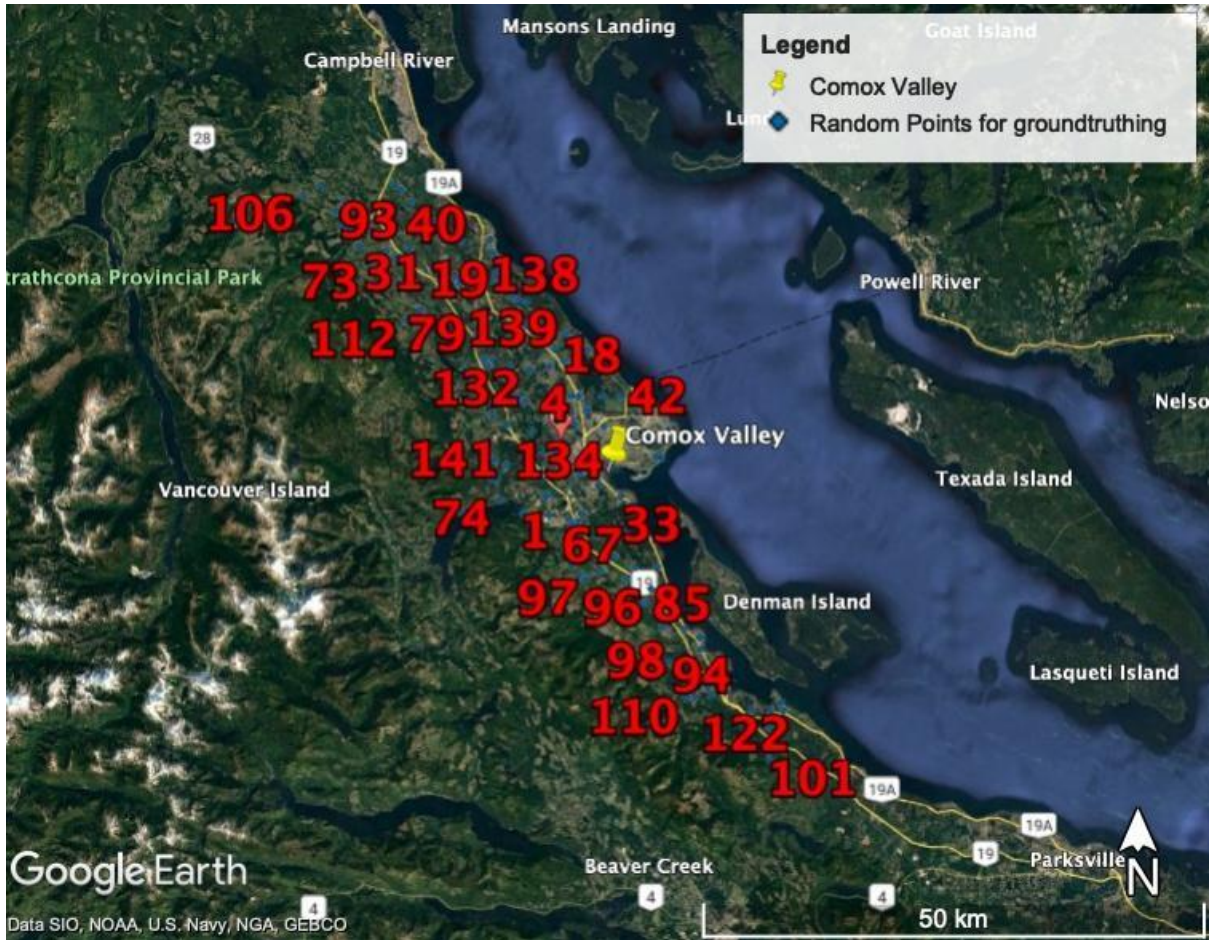 Mansons Landing
Legend
Goat Island
Campbell River
Comox Valley
Lund
Random Points for groundtruthing
28
19
19A
106
93
40
trathcona Provincial Park
73
31
19
138
Powell River
112
79
139
18
132
4
42
Nelso
Comox Valley
141
134
Texada Island
Vancouver Island
74
1
67
33
19
97
96
85
Denman Island
98
94
Lasqueti Island
110
122
101
19A
19A
19
Parksville
Google Earth
Beaver Creek
N
4
4
4
50 km
Data SIO, NOAA, U.S. Navy, NGA, GEBCO